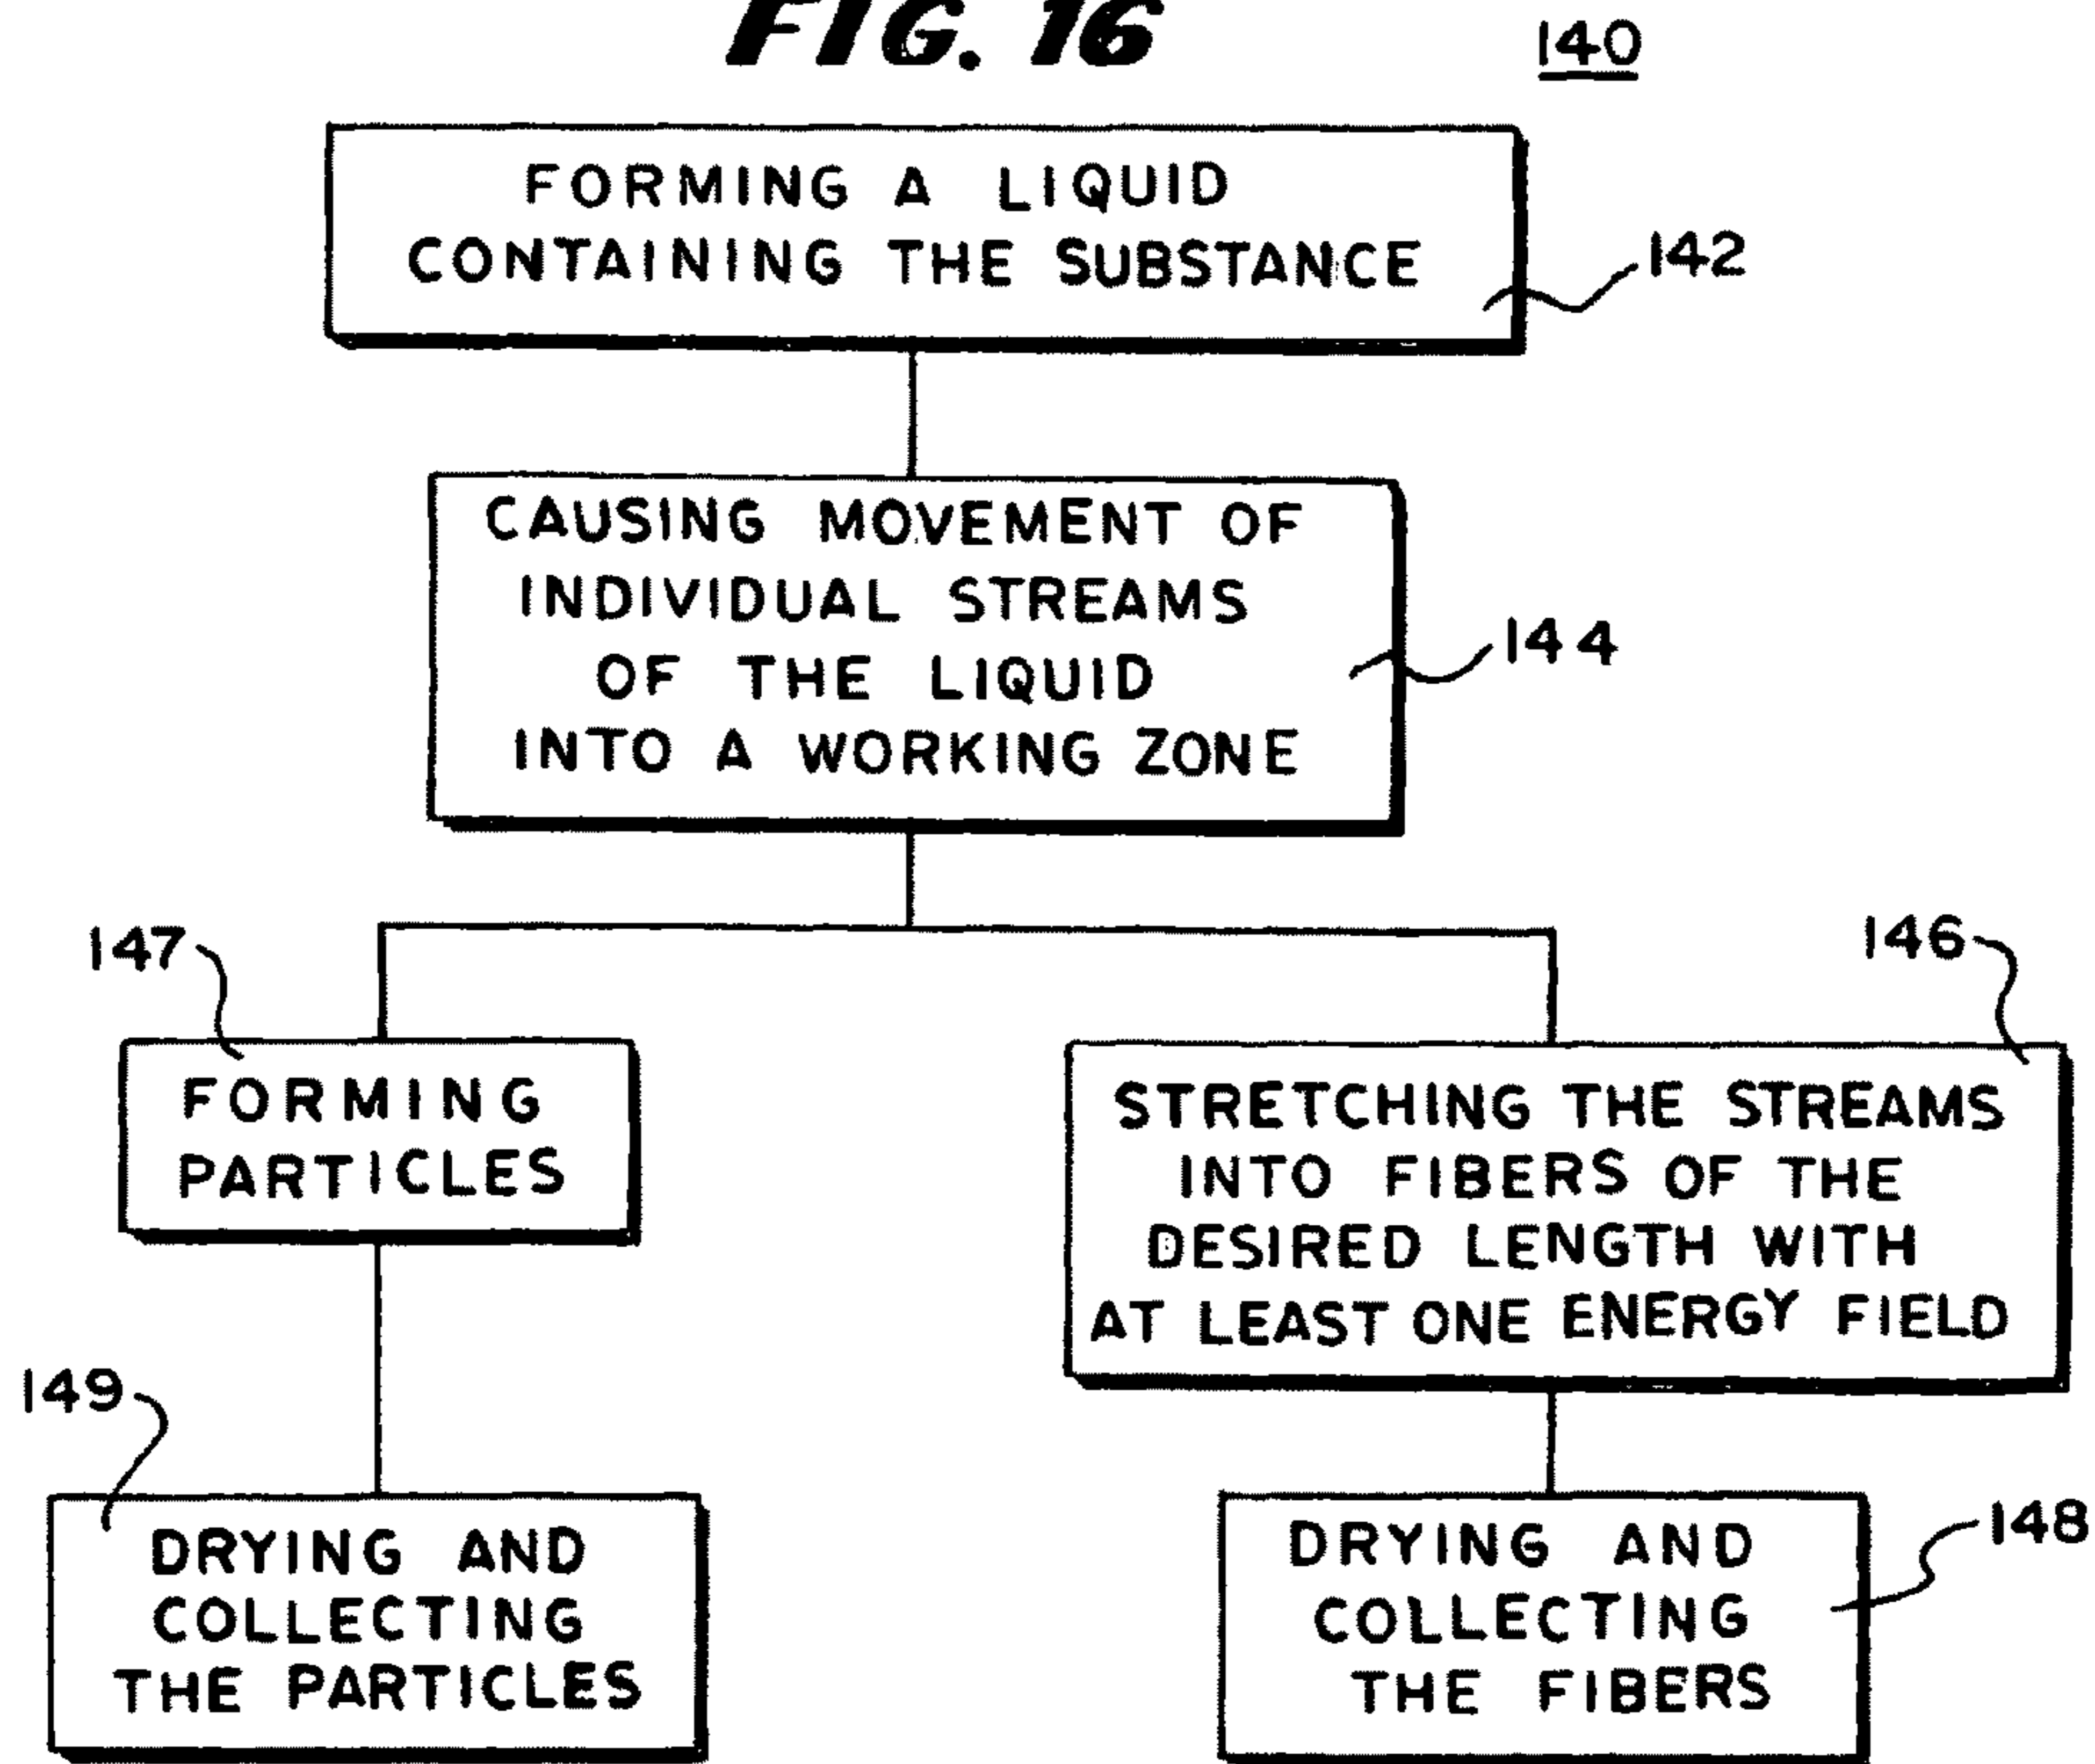 FIG. 16
140
FORMING A LIQUID
CONTAINING THE SUBSTANCE
142
CAUSING MOVEMENT OF
INDIVIDUAL STREAMS
OF THE LIQUID
INTO A WORKING ZONE
144
147
FORMING
PARTICLES
146
STRETCHING THE STREAMS
INTO FIBERS OF THE
DESIRED LENGTH WITH
AT LEAST ONE ENERGY FIELD
149
DRYING AND
COLLECTING
THE PARTICLES
DRYING AND
COLLECTING
THE FIBERS
148